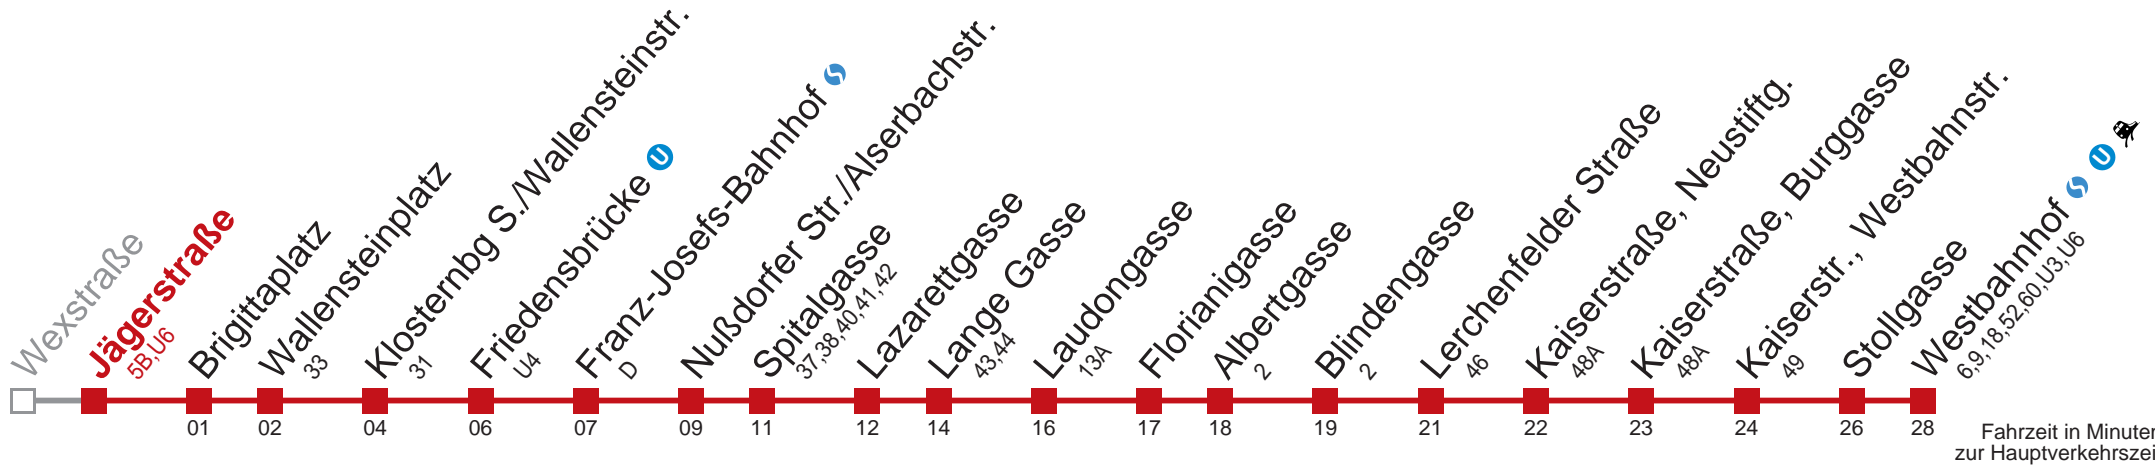 Wexstraße
Jägerstraße
5B,U6
Brigittaplatz
Wallensteinplatz
33
Klosternbg S./Wallensteinstr.
31
Friedensbrücke U
U4
Franz-Josefs-Bahnhof S
D
Nußdorfer Str./Alserbachstr.
Spitalgasse
37,38,40,41,42
Lazarettgasse
Lange Gasse
43,44
Laudongasse
13A
Florianigasse
Albertgasse
2
Blindengasse
2
Lerchenfelder Straße
46
Kaiserstraße, Neustiftg.
48A
Kaiserstraße, Burggasse
48A
Kaiserstr., Westbahnstr.
49
Stollgasse
Westbahnhof S U
6,9,18,52,60,U3,U6
01 02 04 06 07 09 11 12 14 16 17 18 19 21 22 23 24 26 28
Fahrzeit in Minuten
zur Hauptverkehrszeit